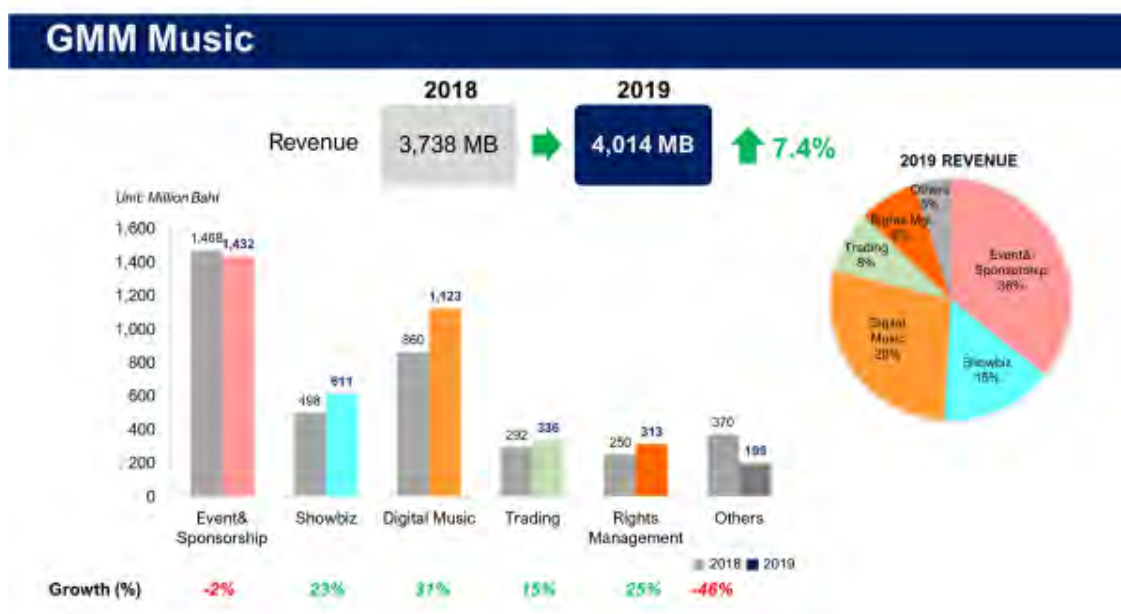 GMM Music
2018 2019
Revenue 3,738 MB 4,014 MB 7.4%
2019 REVENUE
Unit: Million Baht
1,600
1,400
1,200
1,000
800
600
400
200
0
1,468 1,432
498 611
860 1,123
292 336
250 313
370
Event& Sponsorship
Showbiz
Digital Music
Trading
Rights Management
Others
2018 2019
Growth (%) -2% 23% 31% 15% 25% -46%
Others
5%
Rights Mgt.
Trading
8%
Event&
Sponsorship
36%
Digital
Music
Showbiz
15%